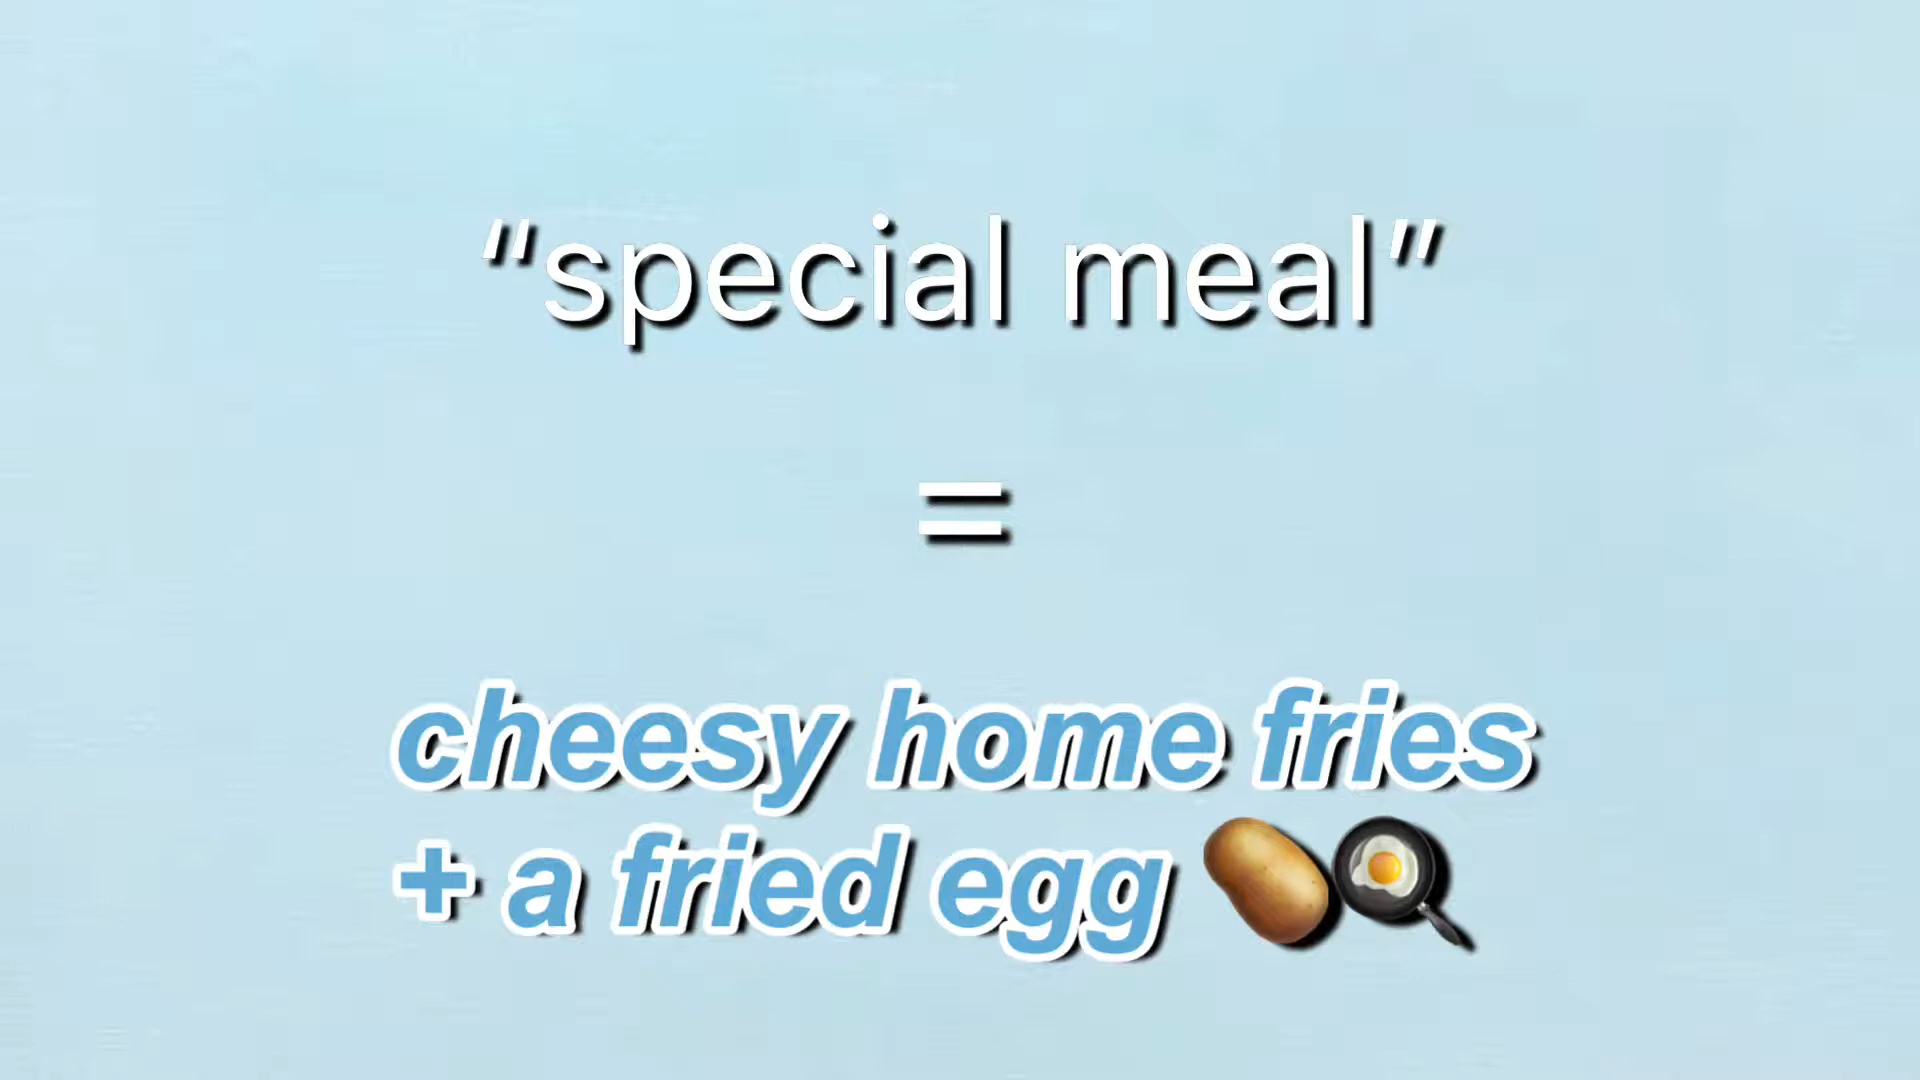 “special meal”
=
cheesy home fries
+ a fried egg 🥔🍳